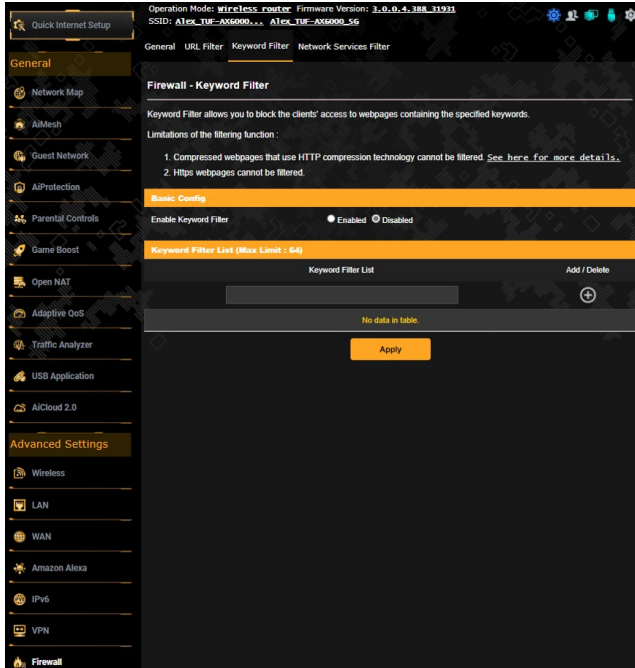 Operation Mode: Wireless router Firmware Version: 3.0.0.4.388_31931
SSID: Alex_TUF-AX6000... Alex_TUF-AX6000_5G
Quick Internet Setup
General URL Filter Keyword Filter Network Services Filter
General
Network Map
AiMesh
Guest Network
AiProtection
Parental Controls
Game Boost
Open NAT
Adaptive QoS
Traffic Analyzer
USB Application
AiCloud 2.0
Advanced Settings
Wireless
LAN
WAN
Amazon Alexa
IPv6
VPN
Firewall
Firewall - Keyword Filter
Keyword Filter allows you to block the clients' access to webpages containing the specified keywords.
Limitations of the filtering function :
1. Compressed webpages that use HTTP compression technology cannot be filtered. See here for more details.
2. Https webpages cannot be filtered.
Basic Config
Enable Keyword Filter Enabled Disabled
Keyword Filter List (Max Limit : 64)
Keyword Filter List Add / Delete
No data in table.
Apply